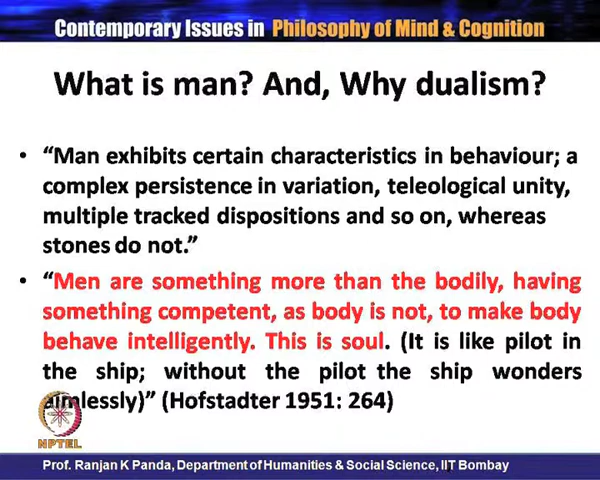 Contemporary Issues in Philosophy of Mind & Cognition
What is man? And, Why dualism?
• “Man exhibits certain characteristics in behaviour; a
complex persistence in variation, teleological unity,
multiple tracked dispositions and so on, whereas
stones do not.”
• “Men are something more than the bodily, having
something competent, as body is not, to make body
behave intelligently. This is soul. (It is like pilot in
the ship; without the pilot the ship wonders
aimlessly)” (Hofstadter 1951: 264)
NPTEL
Prof. Ranjan K Panda, Department of Humanities & Social Science, IIT Bombay